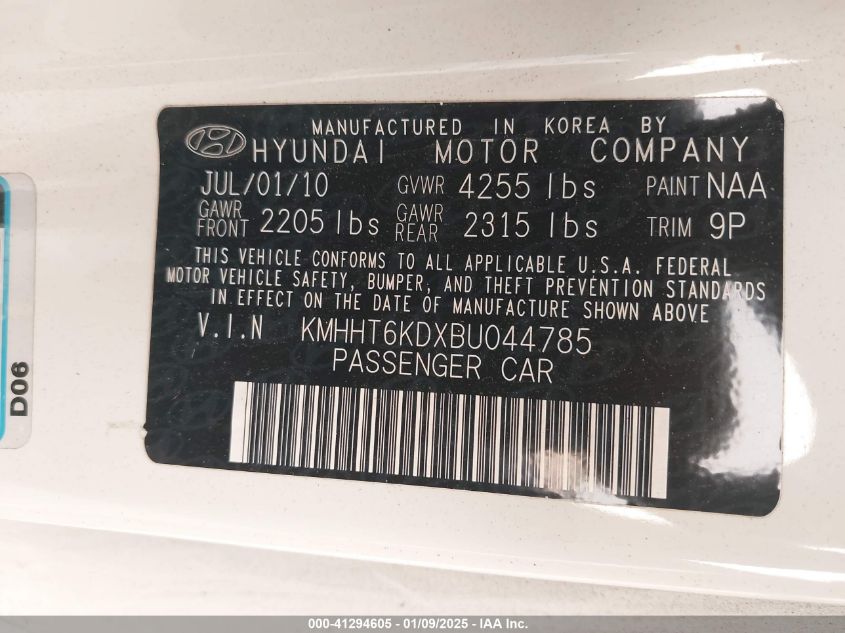 MANUFACTURED IN KOREA BY
HYUNDAI MOTOR COMPANY
JUL/01/10 GVWR 4255 lbs PAINT NAA
GAWR FRONT 2205 lbs GAWR REAR 2315 lbs TRIM 9P
THIS VEHICLE CONFORMS TO ALL APPLICABLE U.S.A. FEDERAL
MOTOR VEHICLE SAFETY, BUMPER, AND THEFT PREVENTION STANDARDS
IN EFFECT ON THE DATE OF MANUFACTURE SHOWN ABOVE
V.I.N KMHHT6KDXBU044785
PASSENGER CAR
D06
000-41294605 - 01/09/2025 - IAA Inc.